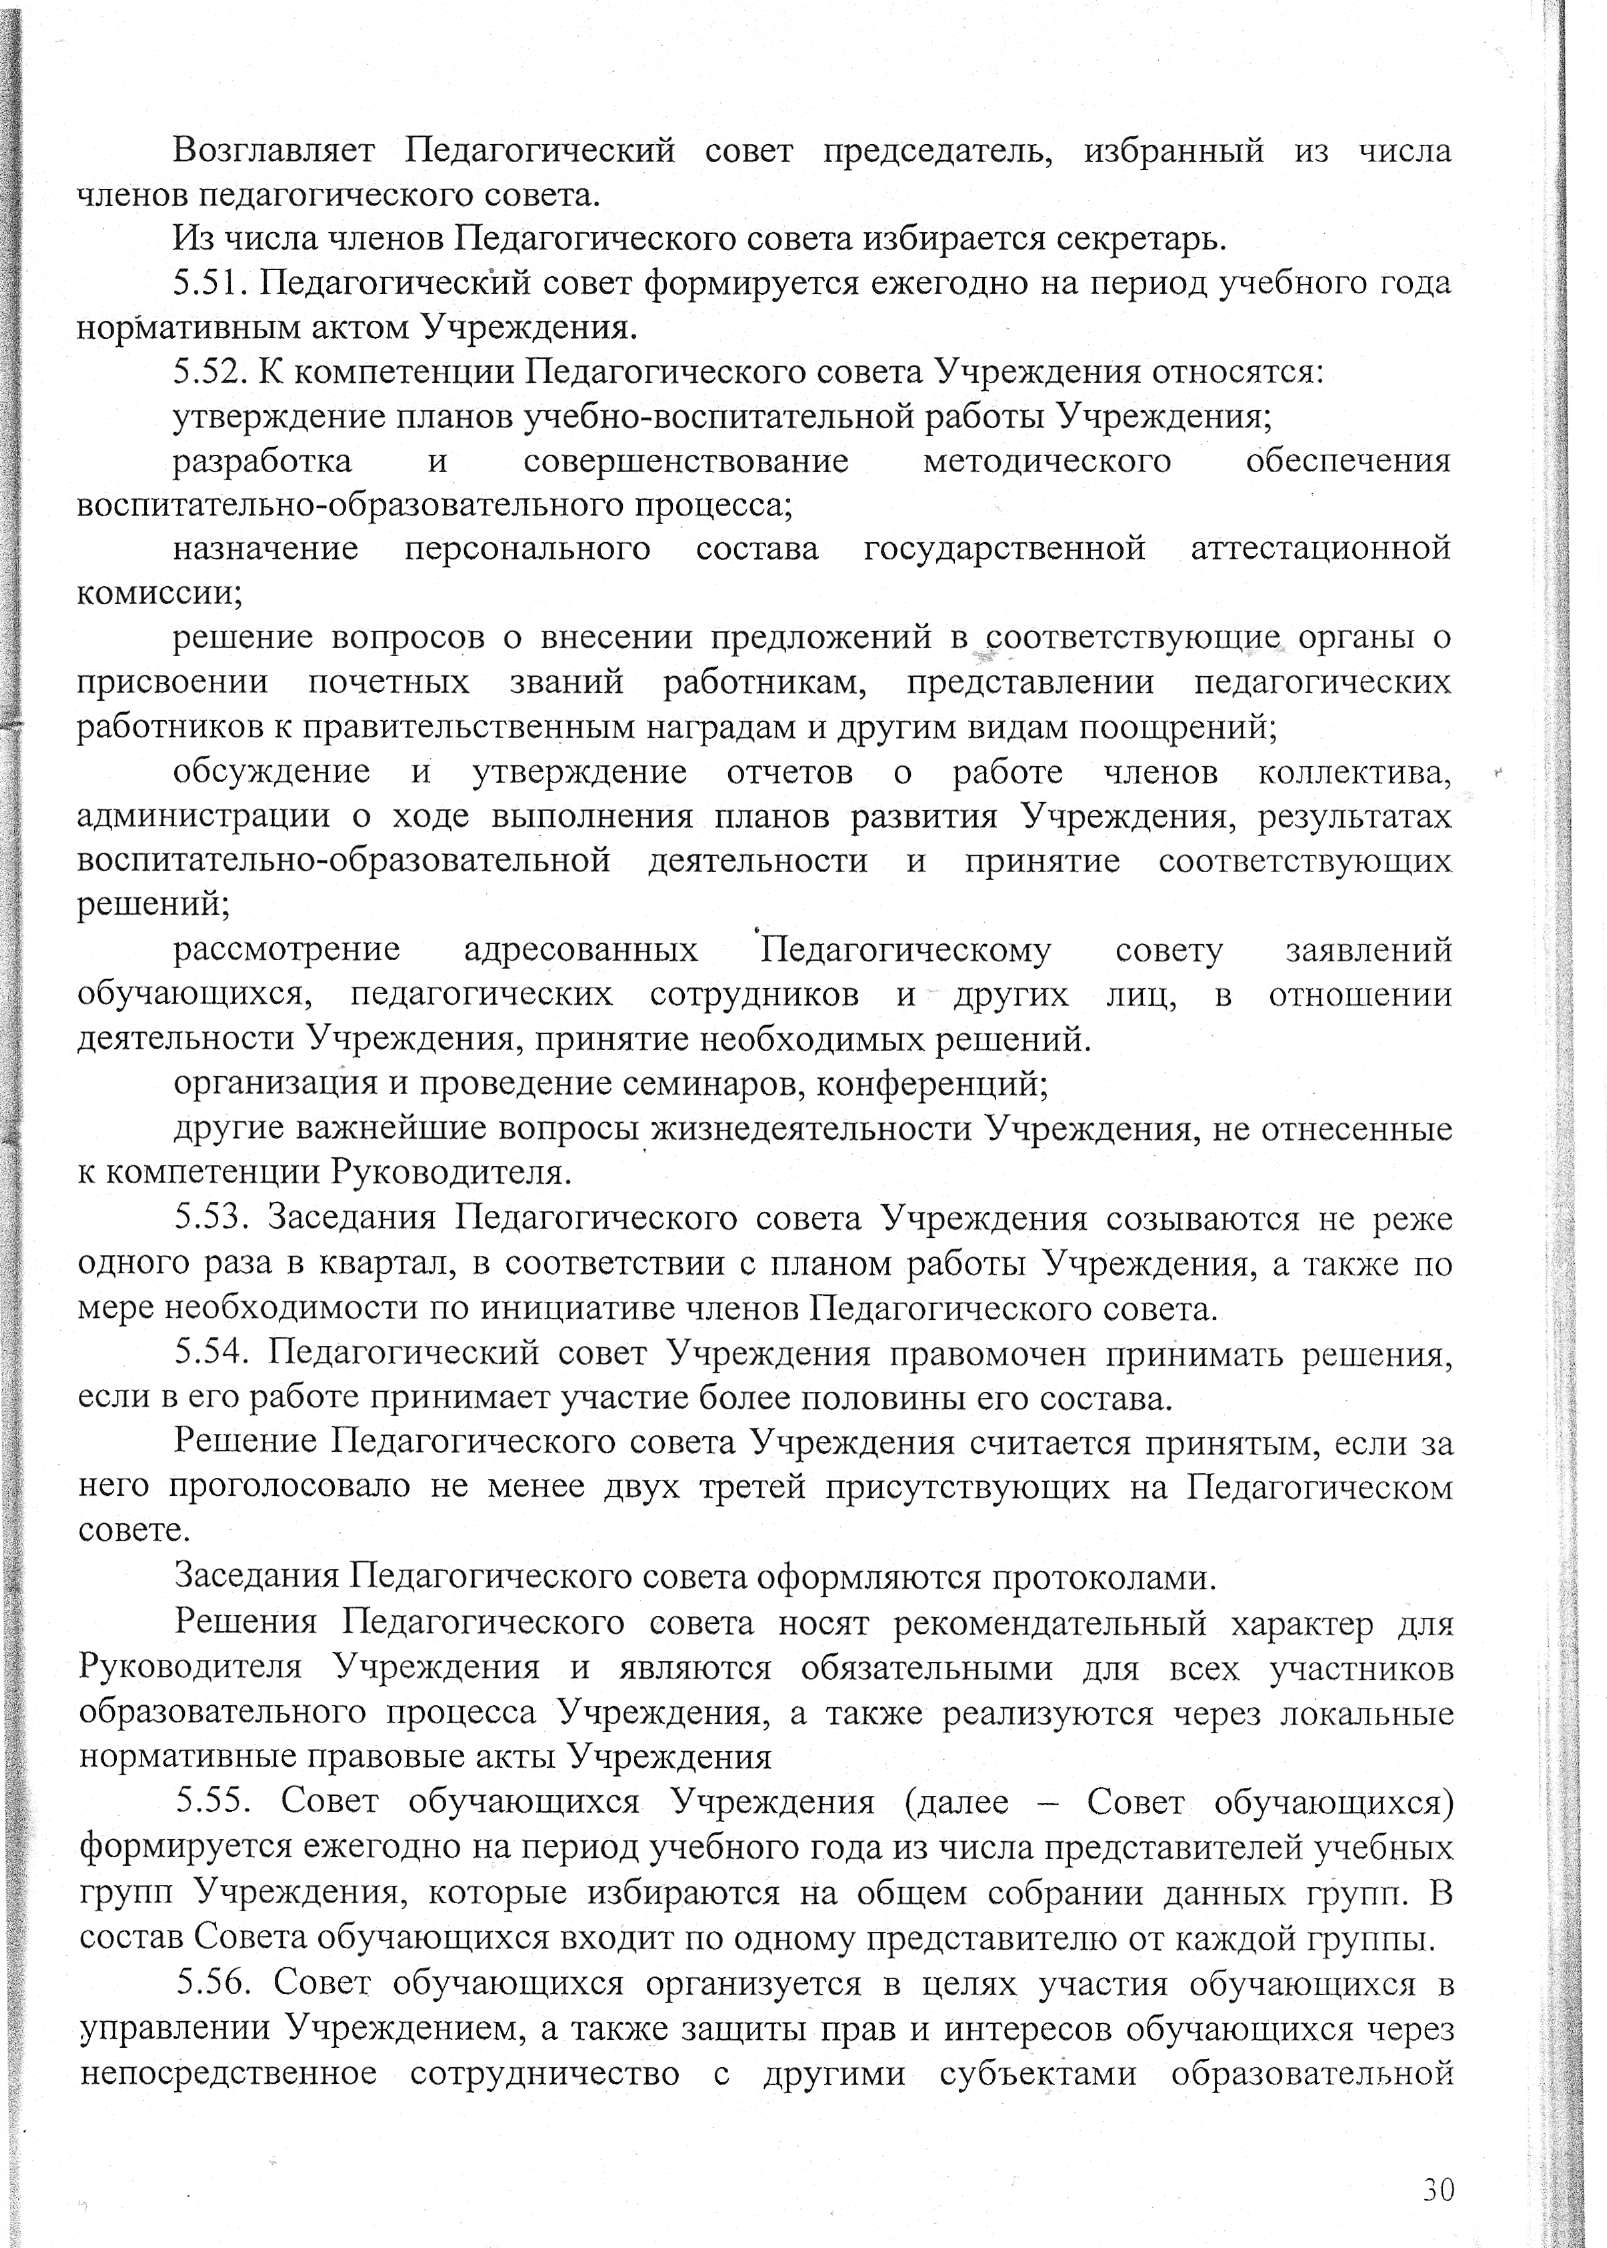 Возглавляет Педагогический совет председатель, избранный из числа
членов педагогического совета.
Из числа членов Педагогического совета избирается секретарь.
5.51. Педагогический совет формируется ежегодно на период учебного года
нормативным актом Учреждения.
5.52. К компетенции Педагогического совета Учреждения относятся:
утверждение планов учебно-воспитательной работы Учреждения;
разработка и совершенствование методического обеспечения
воспитательно-образовательного процесса;
назначение персонального состава государственной аттестационной
комиссии;
решение вопросов о внесении предложений в соответствующие органы о
присвоении почетных званий работникам, представлении педагогических
работников к правительственным наградам и другим видам поощрений;
обсуждение и утверждение отчетов о работе членов коллектива,
администрации о ходе выполнения планов развития Учреждения, результатах
воспитательно-образовательной деятельности и принятие соответствующих
решений;
рассмотрение адресованных Педагогическому совету заявлений
обучающихся, педагогических сотрудников и других лиц, в отношении
деятельности Учреждения, принятие необходимых решений.
организация и проведение семинаров, конференций;
другие важнейшие вопросы жизнедеятельности Учреждения, не отнесенные
к компетенции Руководителя.
5.53. Заседания Педагогического совета Учреждения созываются не реже
одного раза в квартал, в соответствии с планом работы Учреждения, а также по
мере необходимости по инициативе членов Педагогического совета.
5.54. Педагогический совет Учреждения правомочен принимать решения,
если в его работе принимает участие более половины его состава.
Решение Педагогического совета Учреждения считается принятым, если за
него проголосовало не менее двух третей присутствующих на Педагогическом
совете.
Заседания Педагогического совета оформляются протоколами.
Решения Педагогического совета носят рекомендательный характер для
Руководителя Учреждения и являются обязательными для всех участников
образовательного процесса Учреждения, а также реализуются через локальные
нормативные правовые акты Учреждения
5.55. Совет обучающихся Учреждения (далее – Совет обучающихся)
формируется ежегодно на период учебного года из числа представителей учебных
групп Учреждения, которые избираются на общем собрании данных групп. В
состав Совета обучающихся входит по одному представителю от каждой группы.
5.56. Совет обучающихся организуется в целях участия обучающихся в
управлении Учреждением, а также защиты прав и интересов обучающихся через
непосредственное сотрудничество с другими субъектами образовательной
30